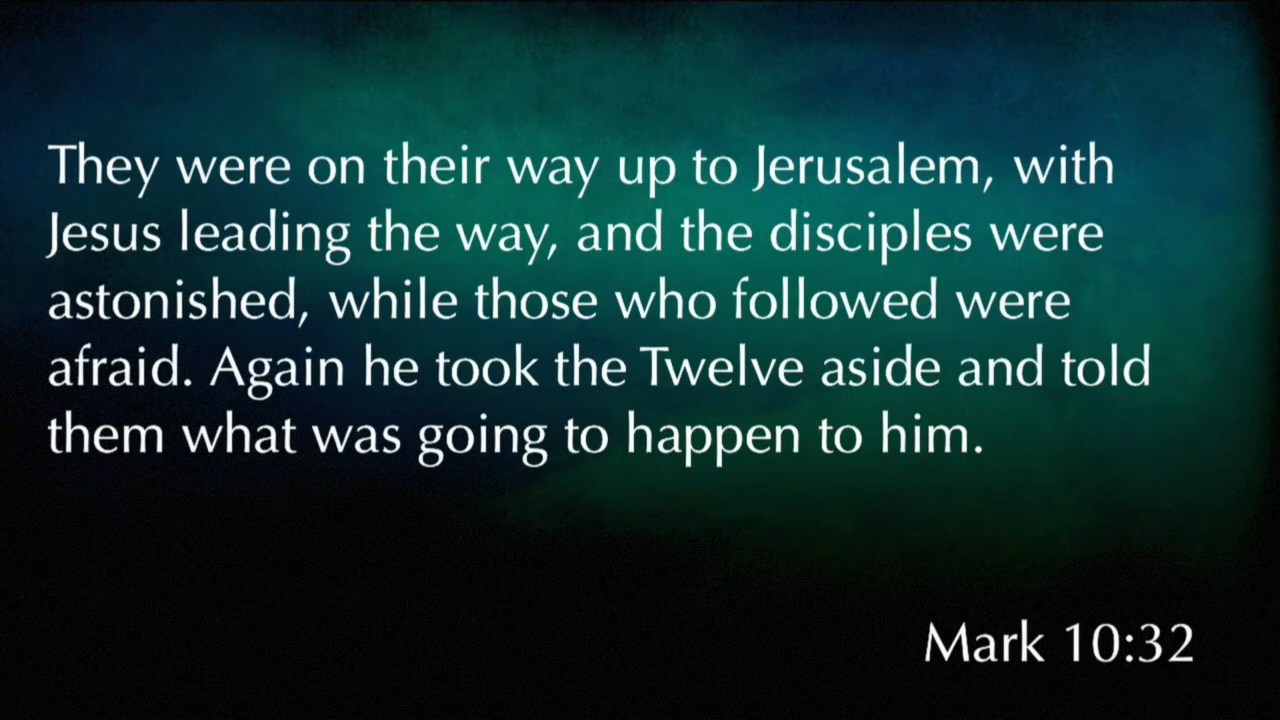 They were on their way up to Jerusalem, with
Jesus leading the way, and the disciples were
astonished, while those who followed were
afraid. Again he took the Twelve aside and told
them what was going to happen to him.
Mark 10:32